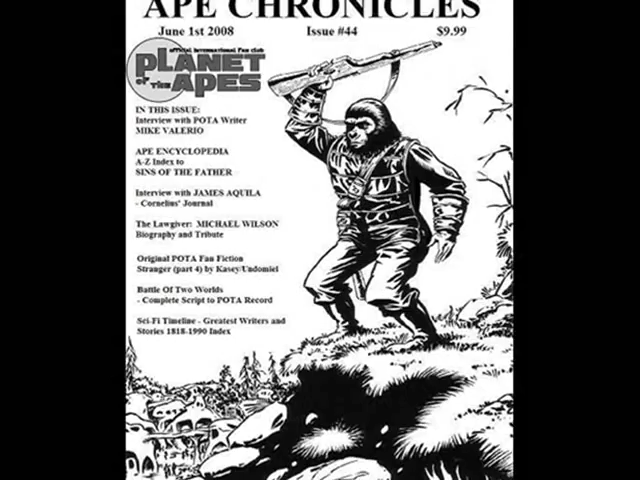 APE CHRONICLES
June 1st 2008 Issue #44 $9.99
official International Fan club
PLANET
OF THE APES
IN THIS ISSUE:
Interview with POTA Writer
MIKE VALERIO
APE ENCYCLOPEDIA
A-Z Index to
SINS OF THE FATHER
Interview with JAMES AQUILA
- Cornelius' Journal
The Lawgiver: MICHAEL WILSON
Biography and Tribute
Original POTA Fan Fiction
Stranger (part 4) by Kasey/Undomiel
Battle Of Two Worlds
- Complete Script to POTA Record
Sci-Fi Timeline - Greatest Writers and
Stories 1818-1990 Index